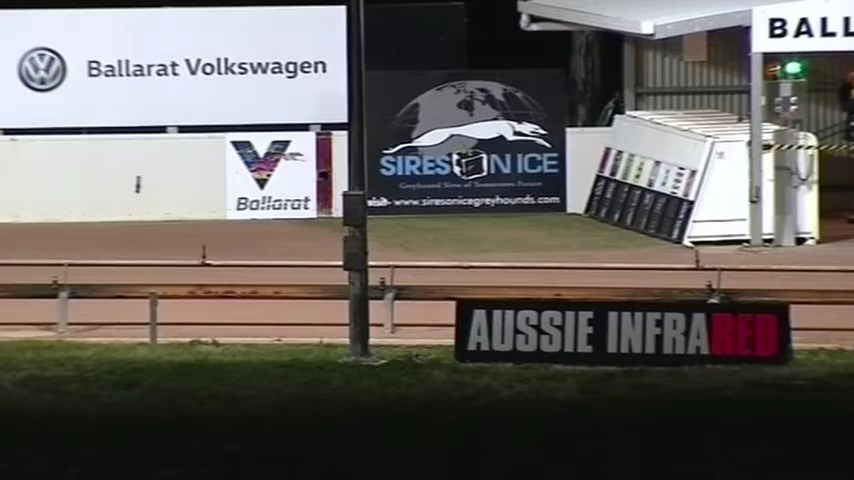 Ballarat Volkswagen
BALL
SIRES ON ICE
Greyhound Sires of Tomorrows Future
visit- www.siresonicegreyhounds.com
Ballarat
AUSSIE INFRARED